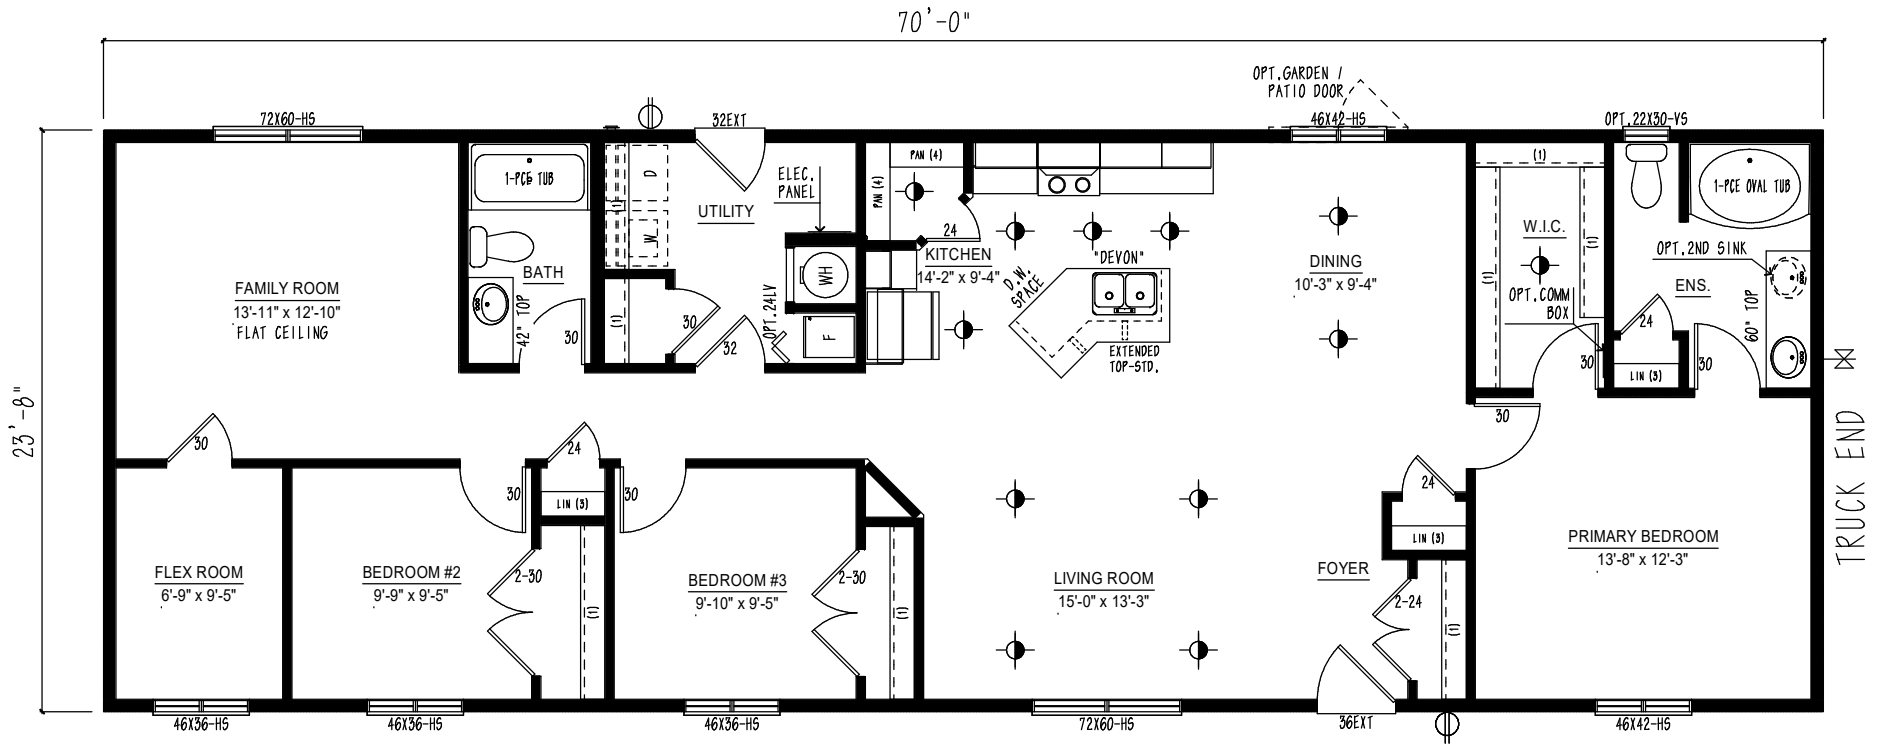 70'-0"
OPT.GARDEN /
PATIO DOOR
72X60-HS
32EXT
46X42-HS
OPT.22X30-VS
PAN (4)
(1)
1-PCE TUB
D
ELEC.
PANEL
PAN (4)
1-PCE OVAL TUB
(1)
UTILITY
W
24
W.I.C.
(1)
OPT.2ND SINK
KITCHEN
14'-2" x 9'-4"
"DEVON"
DINING
10'-3" x 9'-4"
BATH
WH
D.W.
SPACE
(1)
OPT.COMM
BOX
ENS.
FAMILY ROOM
13'-11" x 12'-10"
FLAT CEILING
42" TOP
30
(1)
30
32
OPT.24LV
F
EXTENDED
TOP-STD.
24
60" TOP
30
LIN (3)
30
23'-8"
30
24
30
TRUCK END
30
LIN (3)
30
24
LIN (3)
PRIMARY BEDROOM
13'-8" x 12'-3"
FLEX ROOM
6'-9" x 9'-5"
BEDROOM #2
9'-9" x 9'-5"
2-30
(1)
BEDROOM #3
9'-10" x 9'-5"
2-30
(1)
LIVING ROOM
15'-0" x 13'-3"
FOYER
2-24
(1)
46X36-HS
46X36-HS
46X36-HS
72X60-HS
36EXT
46X42-HS